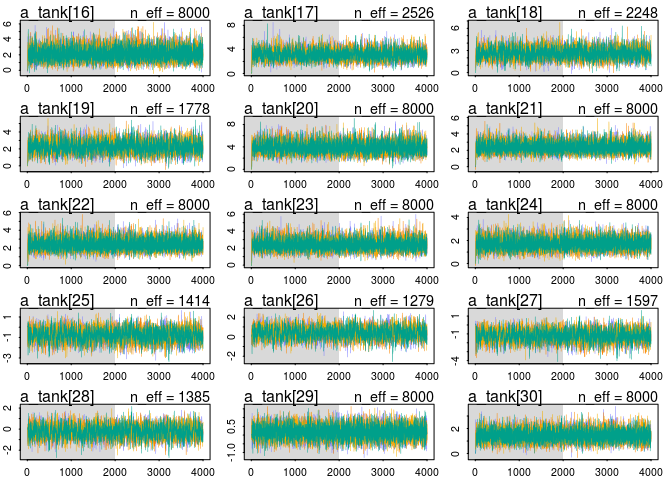 a_tank[16] n_eff = 8000 a_tank[17] n_eff = 2526 a_tank[18] n_eff = 2248
6 4 2 0 8 4 0 6 3 0
0 1000 2000 3000 4000 0 1000 2000 3000 4000 0 1000 2000 3000 4000
a_tank[19] n_eff = 1778 a_tank[20] n_eff = 8000 a_tank[21] n_eff = 8000
4 2 0 8 4 0 6 4 2 0
0 1000 2000 3000 4000 0 1000 2000 3000 4000 0 1000 2000 3000 4000
a_tank[22] n_eff = 8000 a_tank[23] n_eff = 8000 a_tank[24] n_eff = 8000
6 4 2 0 6 4 2 0 4 2 0
0 1000 2000 3000 4000 0 1000 2000 3000 4000 0 1000 2000 3000 4000
a_tank[25] n_eff = 1414 a_tank[26] n_eff = 1279 a_tank[27] n_eff = 1597
1 -1 -3 2 0 -2 1 -1 -4
0 1000 2000 3000 4000 0 1000 2000 3000 4000 0 1000 2000 3000 4000
a_tank[28] n_eff = 1385 a_tank[29] n_eff = 8000 a_tank[30] n_eff = 8000
2 0 -2 0.5 -1.0 2 0
0 1000 2000 3000 4000 0 1000 2000 3000 4000 0 1000 2000 3000 4000